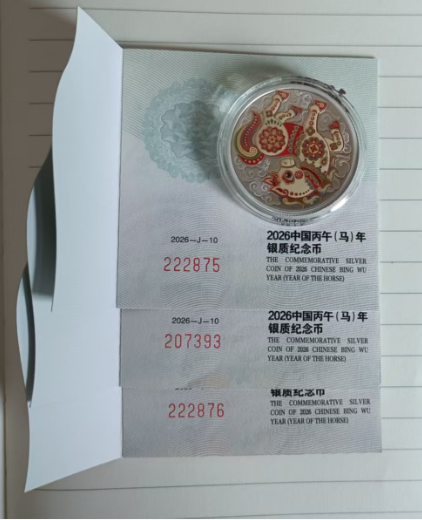 2026-J-10
222875
2026中国丙午(马)年
银质纪念币
THE COMMEMORATIVE SILVER
COIN OF 2026 CHINESE BING WU
YEAR (YEAR OF THE HORSE)
2026-J-10
207393
2026中国丙午(马)年
银质纪念币
THE COMMEMORATIVE SILVER
COIN OF 2026 CHINESE BING WU
YEAR (YEAR OF THE HORSE)
222876
银质纪念币
THE COMMEMORATIVE SILVER
COIN OF 2026 CHINESE BING WU
YEAR (YEAR OF THE HORSE)